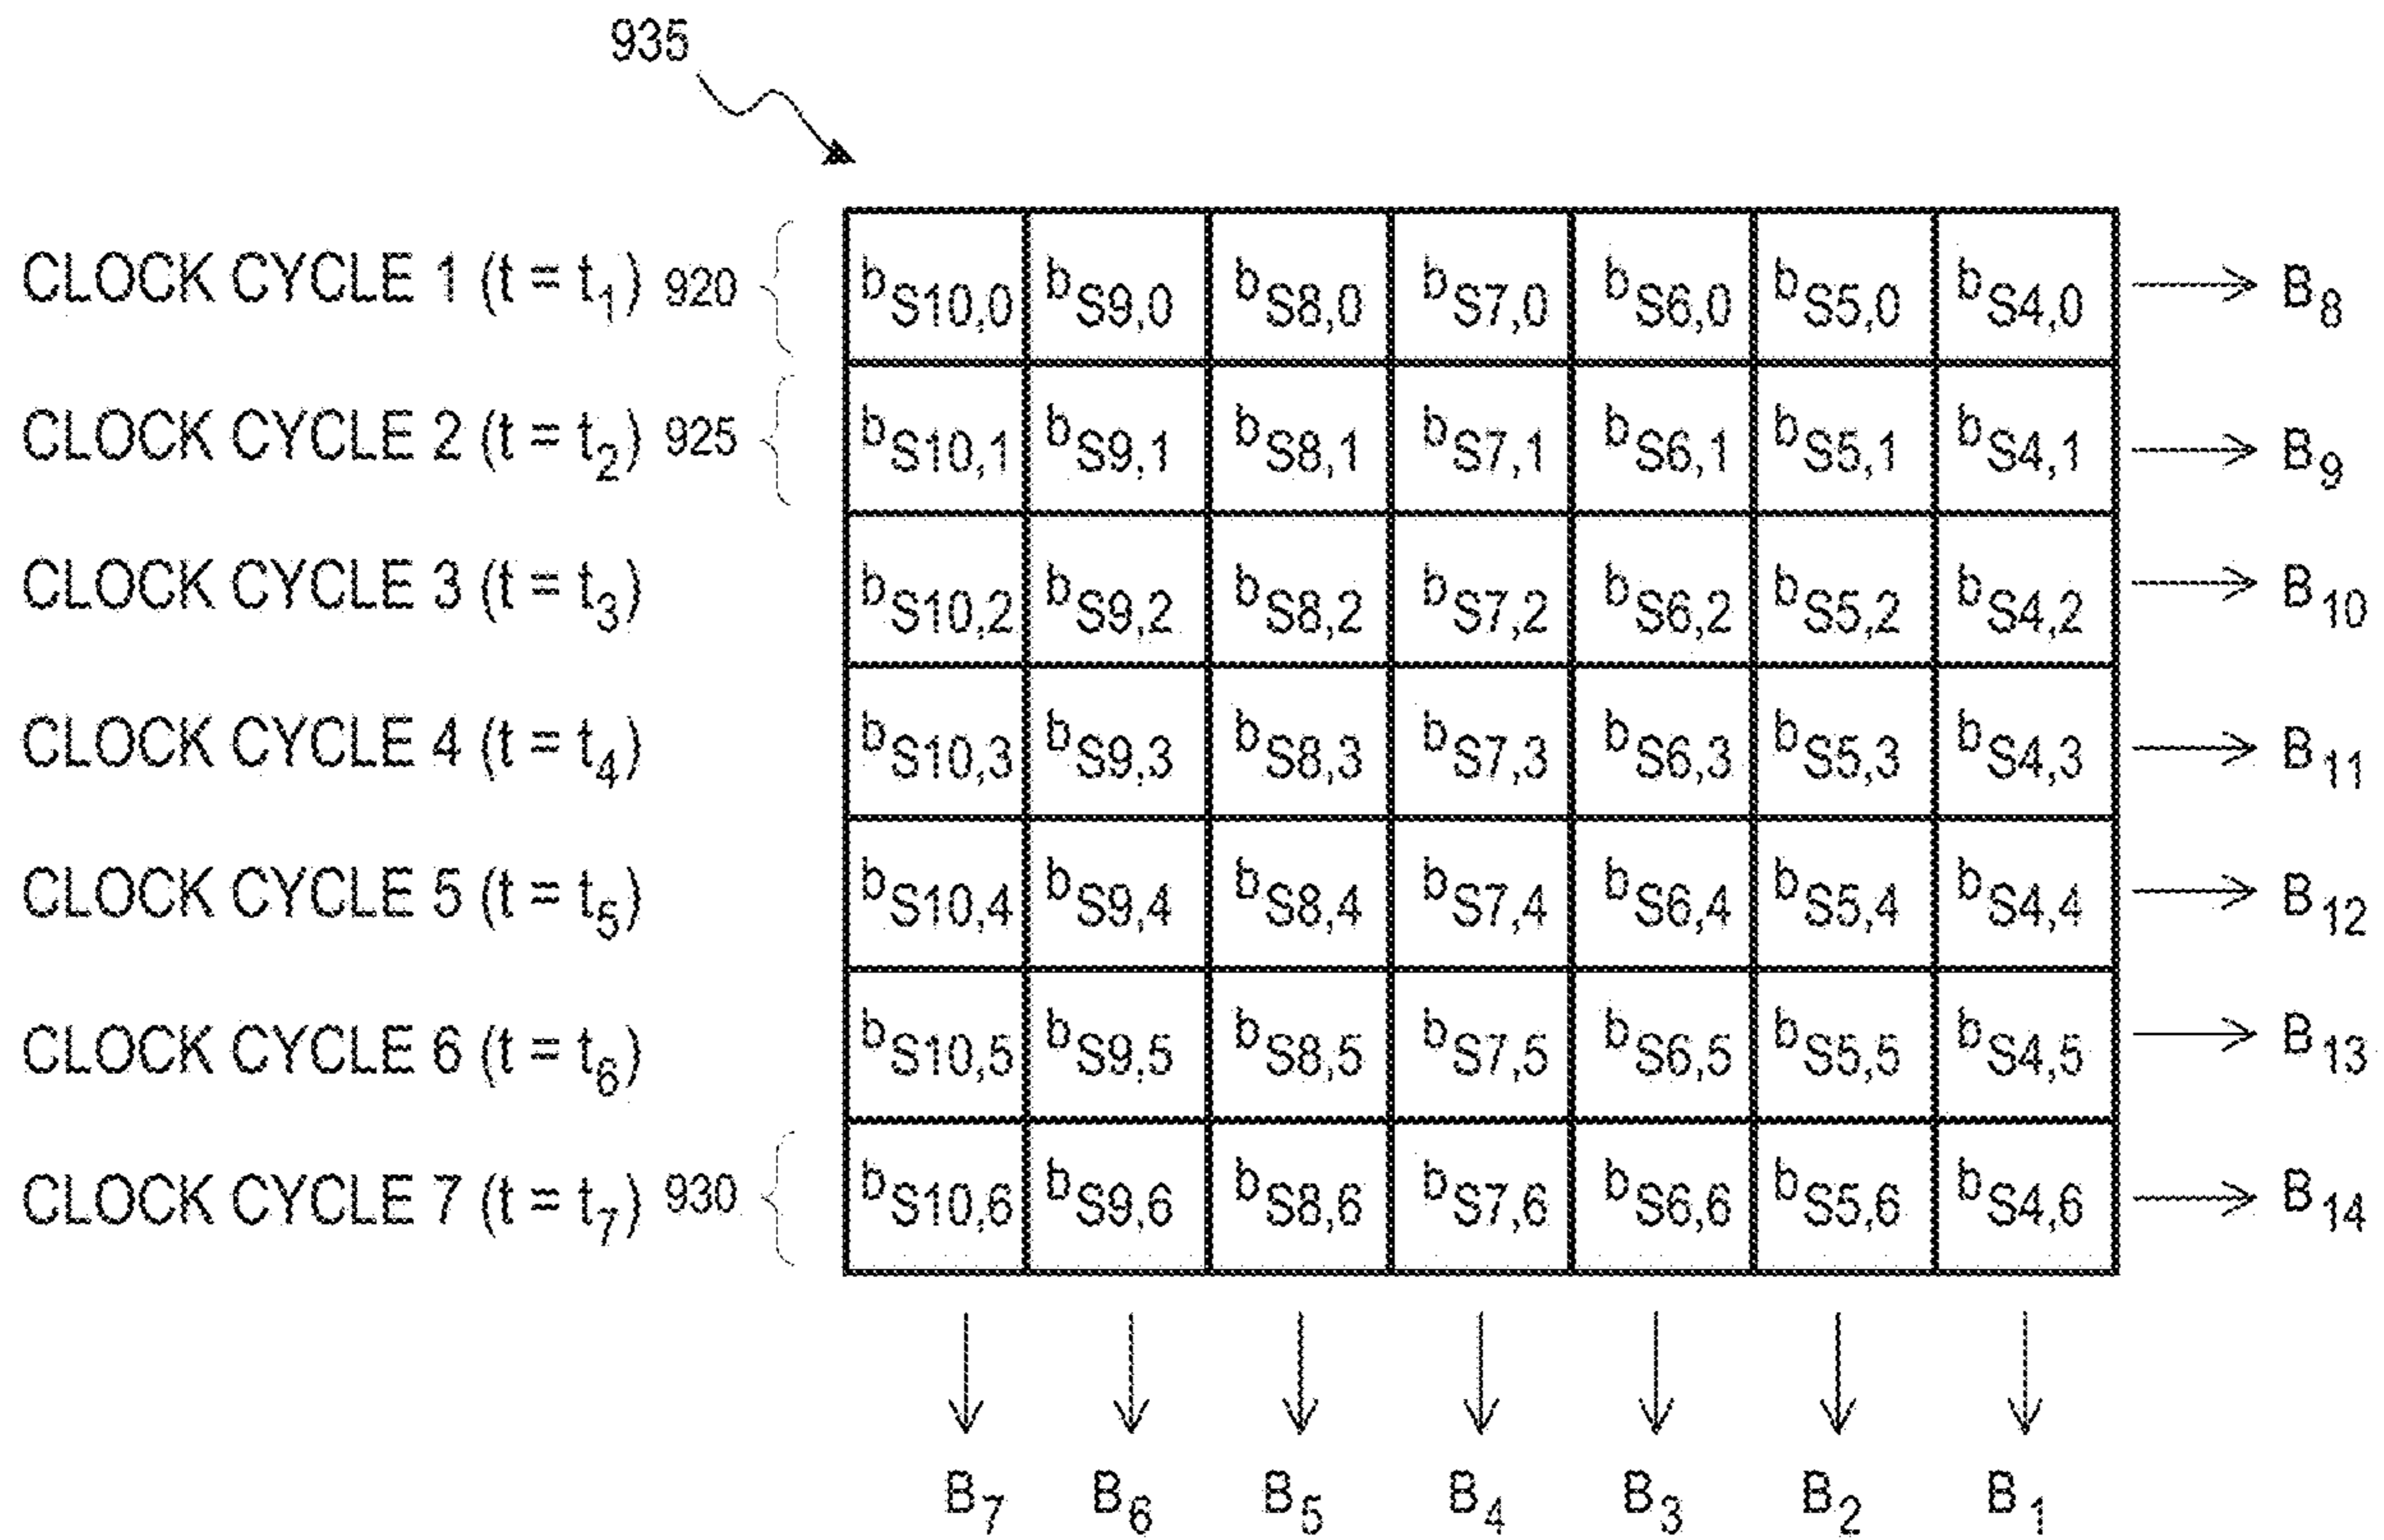 935
CLOCK CYCLE 1 (t = t1) 920 bS10,0 bS9,0 bS8,0 bS7,0 bS6,0 bS5,0 bS4,0 B8
CLOCK CYCLE 2 (t = t2) 925 bS10,1 bS9,1 bS8,1 bS7,1 bS6,1 bS5,1 bS4,1 B9
CLOCK CYCLE 3 (t = t3) bS10,2 bS9,2 bS8,2 bS7,2 bS6,2 bS5,2 bS4,2 B10
CLOCK CYCLE 4 (t = t4) bS10,3 bS9,3 bS8,3 bS7,3 bS6,3 bS5,3 bS4,3 B11
CLOCK CYCLE 5 (t = t5) bS10,4 bS9,4 bS8,4 bS7,4 bS6,4 bS5,4 bS4,4 B12
CLOCK CYCLE 6 (t = t6) bS10,5 bS9,5 bS8,5 bS7,5 bS6,5 bS5,5 bS4,5 B13
CLOCK CYCLE 7 (t = t7) 930 bS10,6 bS9,6 bS8,6 bS7,6 bS6,6 bS5,6 bS4,6 B14
B7 B6 B5 B4 B3 B2 B1